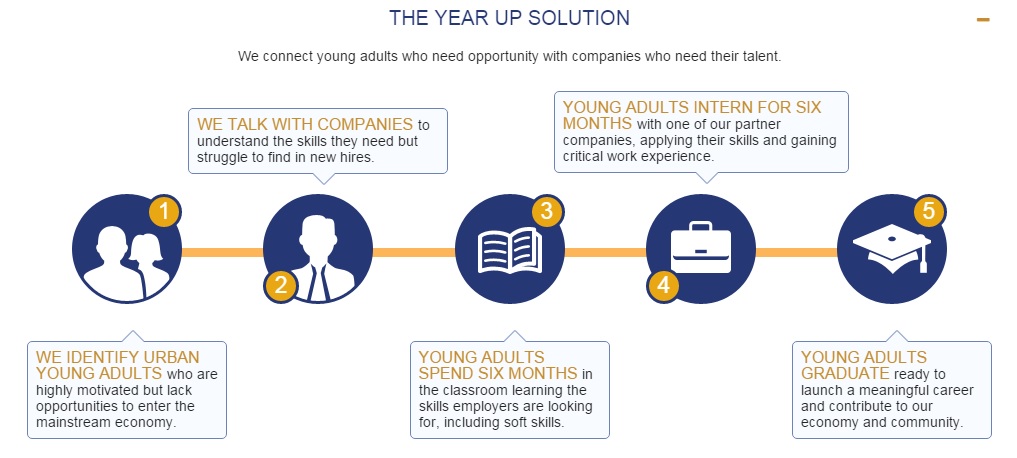 THE YEAR UP SOLUTION
We connect young adults who need opportunity with companies who need their talent.
1
WE IDENTIFY URBAN
YOUNG ADULTS who are
highly motivated but lack
opportunities to enter the
mainstream economy.
2
WE TALK WITH COMPANIES to
understand the skills they need but
struggle to find in new hires.
3
YOUNG ADULTS
SPEND SIX MONTHS in
the classroom learning the
skills employers are looking
for, including soft skills.
4
YOUNG ADULTS INTERN FOR SIX
MONTHS with one of our partner
companies, applying their skills and gaining
critical work experience.
5
YOUNG ADULTS
GRADUATE ready to
launch a meaningful career
and contribute to our
economy and community.